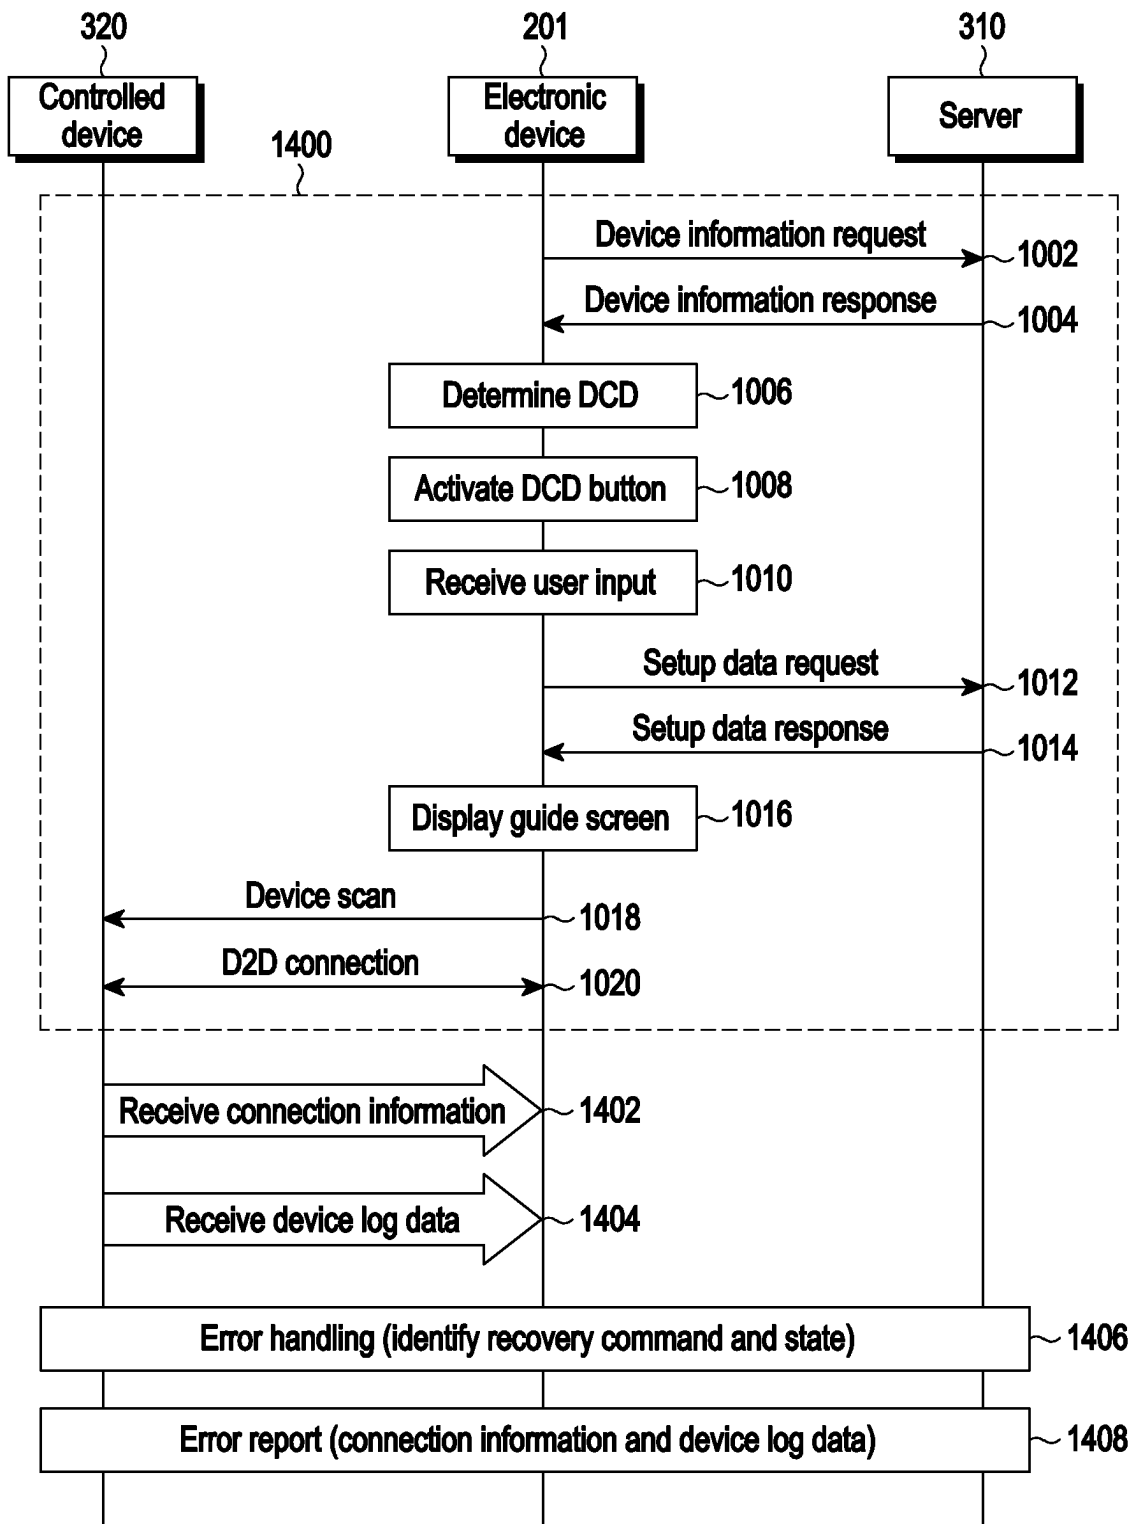 320
201
310
Controlled
device
Electronic
device
Server
1400
Device information request
1002
Device information response
1004
Determine DCD
1006
Activate DCD button
1008
Receive user input
1010
Setup data request
1012
Setup data response
1014
Display guide screen
1016
Device scan
1018
D2D connection
1020
Receive connection information
1402
Receive device log data
1404
Error handling (identify recovery command and state)
1406
Error report (connection information and device log data)
1408